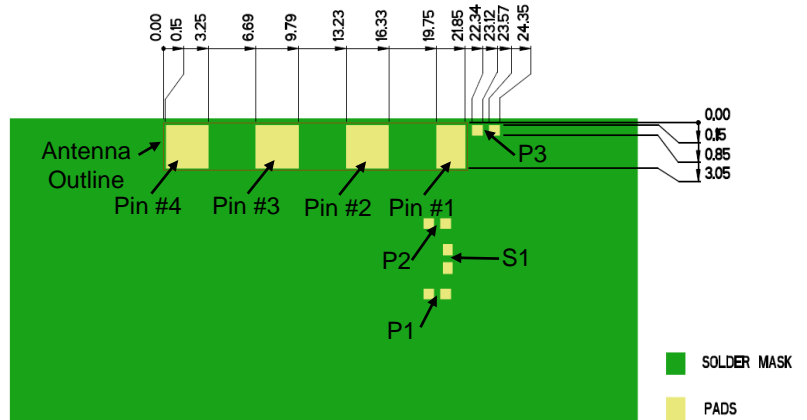 0.00
0.15
3.25
6.69
9.79
13.23
16.33
19.75
21.85
22.34
23.12
23.57
24.35
0,00
0.15
0.85
3.05
Antenna
Outline
P3
Pin #4
Pin #3
Pin #2
Pin #1
P2
S1
P1
SOLDER MASK
PADS